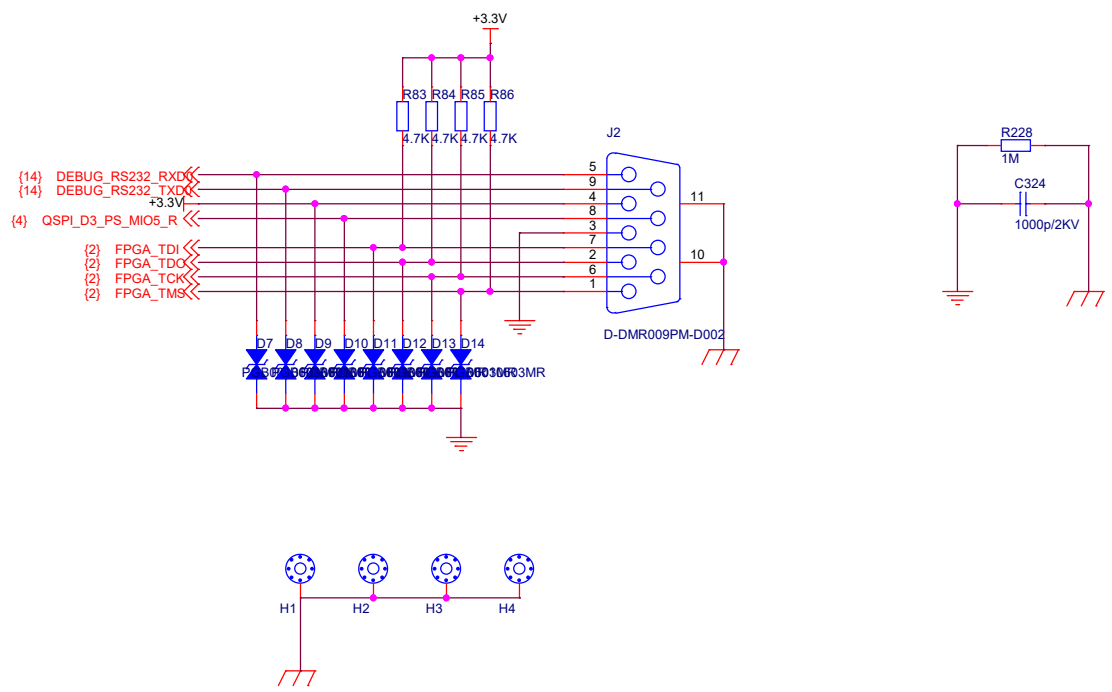 +3.3V
R83 R84 R85 R86
4.7K 4.7K 4.7K 4.7K
J2
R228
1M
C324
1000p/2KV
{14} DEBUG_RS232_RXD0
{14} DEBUG_RS232_TXD0
+3.3V
{4} QSPI_D3_PS_MIO5_R
{2} FPGA_TDI
{2} FPGA_TDO
{2} FPGA_TCK
{2} FPGA_TMS
5
9
4
8
3
7
2
6
1
11
10
D-DMR009PM-D002
D7 D8 D9 D10 D11 D12 D13 D14
H1 H2 H3 H4